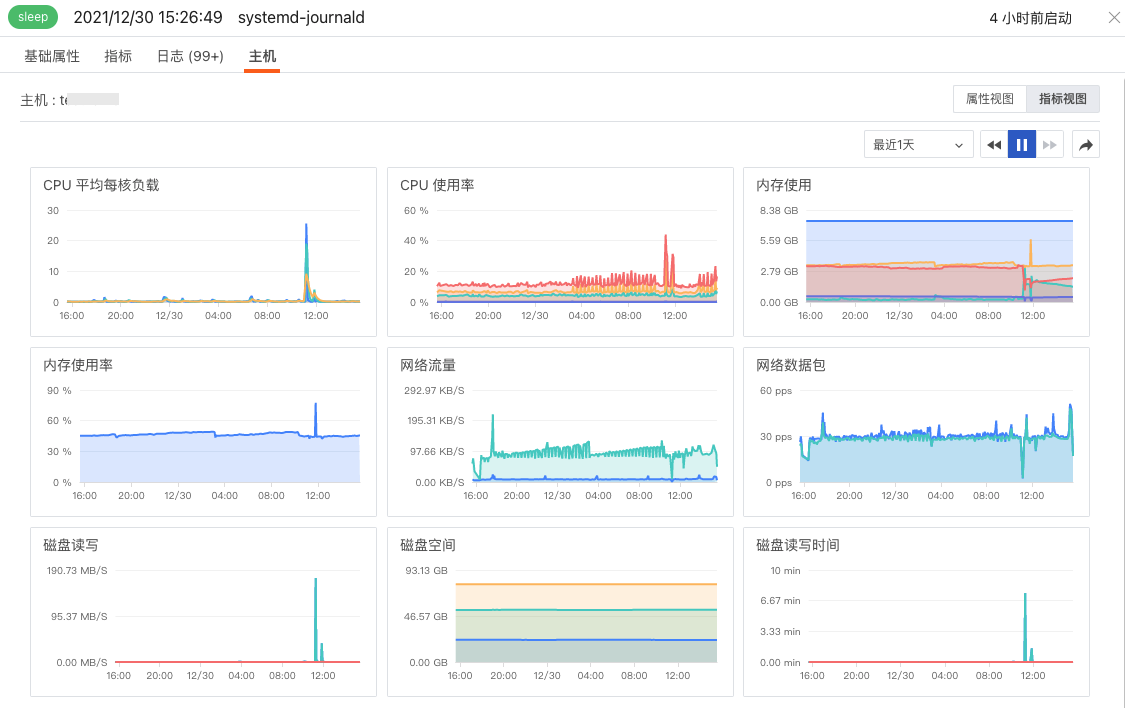 sleep 2021/12/30 15:26:49 systemd-journald 4 小时前启动
基础属性 指标 日志 (99+) 主机
主机 : te
属性视图 指标视图
最近1天
CPU 平均每核负载
30
20
10
0
16:00 20:00 12/30 04:00 08:00 12:00
CPU 使用率
60 %
40 %
20 %
0 %
16:00 20:00 12/30 04:00 08:00 12:00
内存使用
8.38 GB
5.59 GB
2.79 GB
0.00 GB
16:00 20:00 12/30 04:00 08:00 12:00
内存使用率
90 %
60 %
30 %
0 %
16:00 20:00 12/30 04:00 08:00 12:00
网络流量
292.97 KB/S
195.31 KB/S
97.66 KB/S
0.00 KB/S
16:00 20:00 12/30 04:00 08:00 12:00
网络数据包
60 pps
30 pps
0 pps
16:00 20:00 12/30 04:00 08:00 12:00
磁盘读写
190.73 MB/S
95.37 MB/S
0.00 MB/S
16:00 20:00 12/30 04:00 08:00 12:00
磁盘空间
93.13 GB
46.57 GB
0.00 GB
16:00 20:00 12/30 04:00 08:00 12:00
磁盘读写时间
10 min
6.67 min
3.33 min
0.00 min
16:00 20:00 12/30 04:00 08:00 12:00